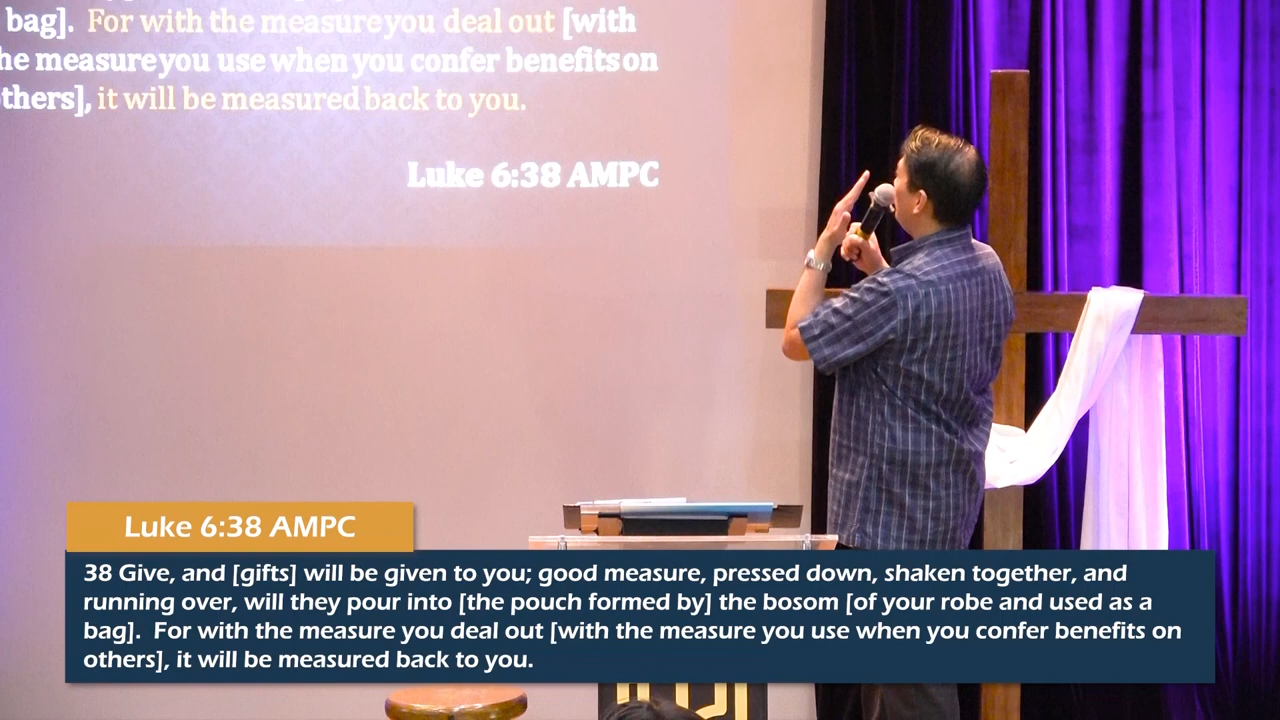 bag]. For with the measure you deal out [with
he measure you use when you confer benefits on
thers], it will be measured back to you.
Luke 6:38 AMPC
Luke 6:38 AMPC
38 Give, and [gifts] will be given to you; good measure, pressed down, shaken together, and
running over, will they pour into [the pouch formed by] the bosom [of your robe and used as a
bag].  For with the measure you deal out [with the measure you use when you confer benefits on
others], it will be measured back to you.